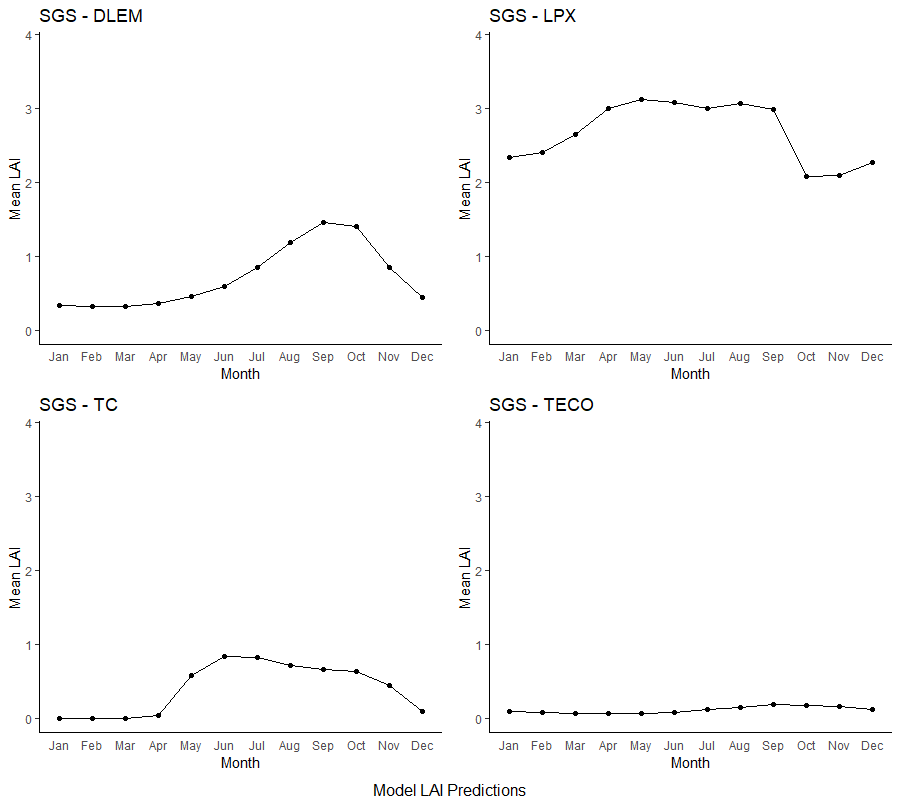 SGS - DLEM
4
3
2
1
0
Mean LAI
Jan Feb Mar Apr May Jun Jul Aug Sep Oct Nov Dec
Month
SGS - LPX
4
3
2
1
0
Mean LAI
Jan Feb Mar Apr May Jun Jul Aug Sep Oct Nov Dec
Month
SGS - TC
4
3
2
1
0
Mean LAI
Jan Feb Mar Apr May Jun Jul Aug Sep Oct Nov Dec
Month
SGS - TECO
4
3
2
1
0
Mean LAI
Jan Feb Mar Apr May Jun Jul Aug Sep Oct Nov Dec
Month
Model LAI Predictions